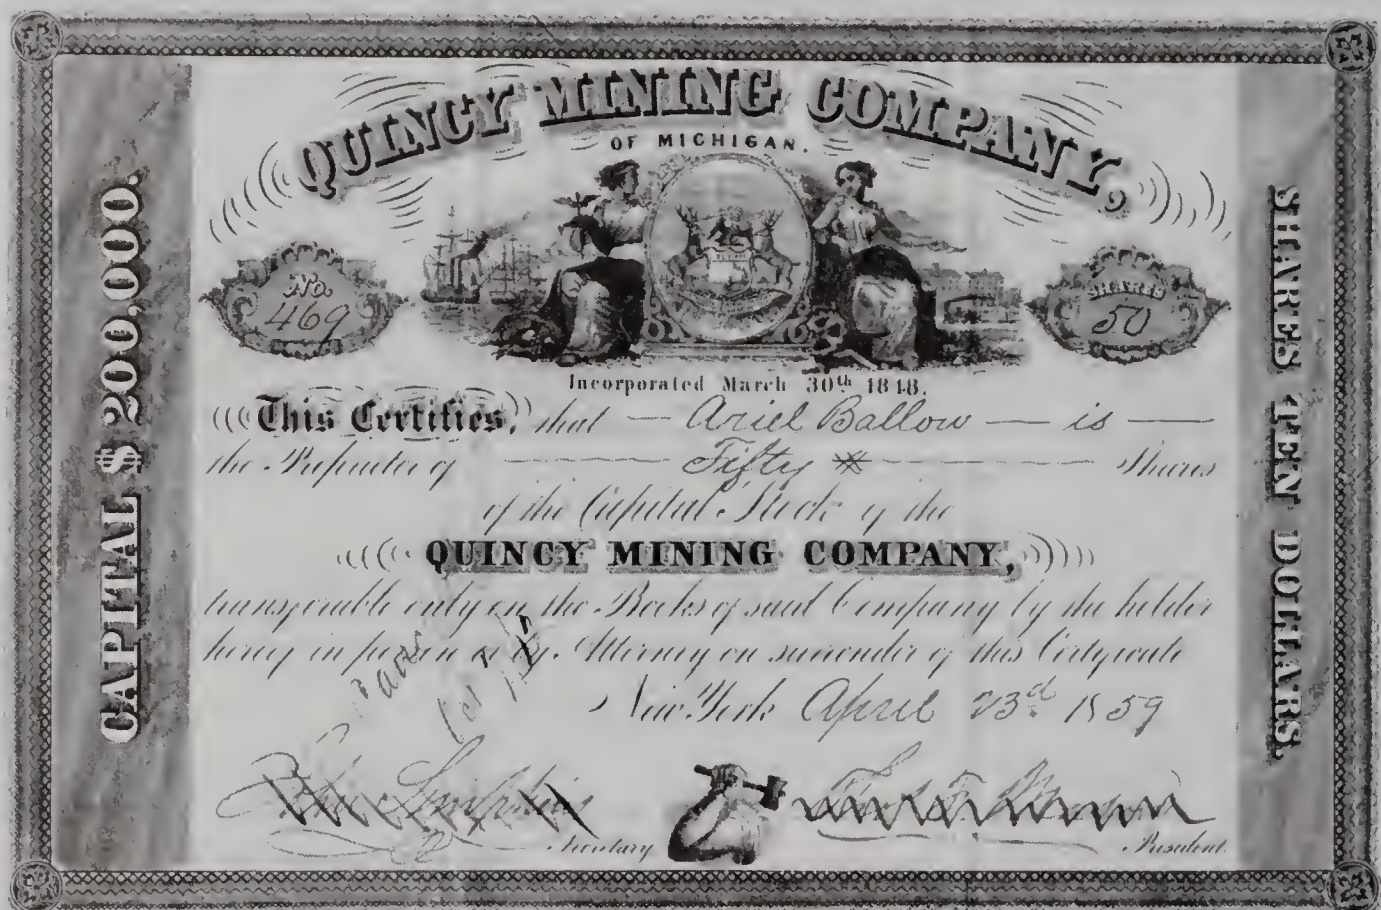 QUINCY MINING COMPANY,
OF MICHIGAN.
CAPITAL $200,000.
SHARES TEN DOLLARS.
No. 469
SHARES 50
Incorporated March 30th 1848.
This Certifies, that — Ariel Ballow — is —
the Proprietor of — Fifty — Shares
of the Capital Stock of the
QUINCY MINING COMPANY,
transferable only on the Books of said Company by the holder
hereof in person or by Attorney on surrender of this Certificate
New York April 23d 1859
Secretary
President